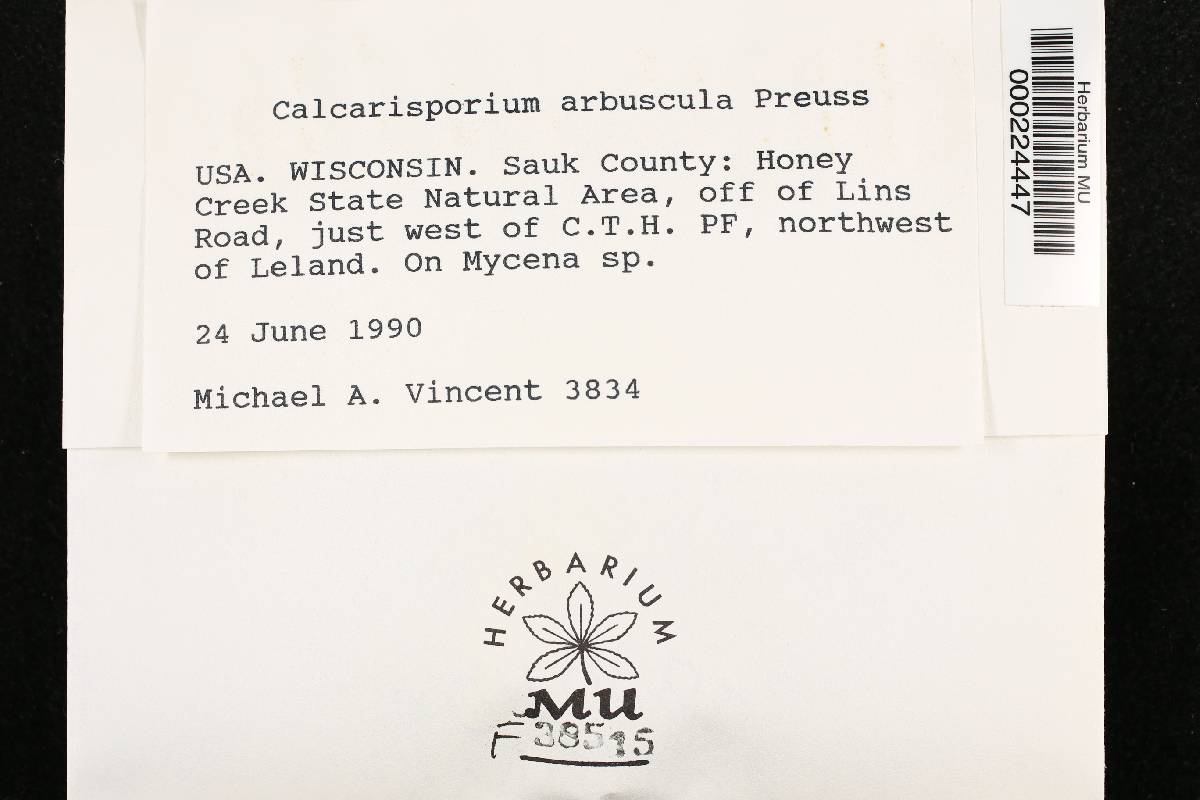 Calcarisporium arbuscula Preuss
USA. WISCONSIN. Sauk County: Honey
Creek State Natural Area, off of Lins
Road, just west of C.T.H. PF, northwest
of Leland. On Mycena sp.
24 June 1990
Michael A. Vincent 3834
Herbarium MU
000224447
HERBARIUM
MU
F 38515